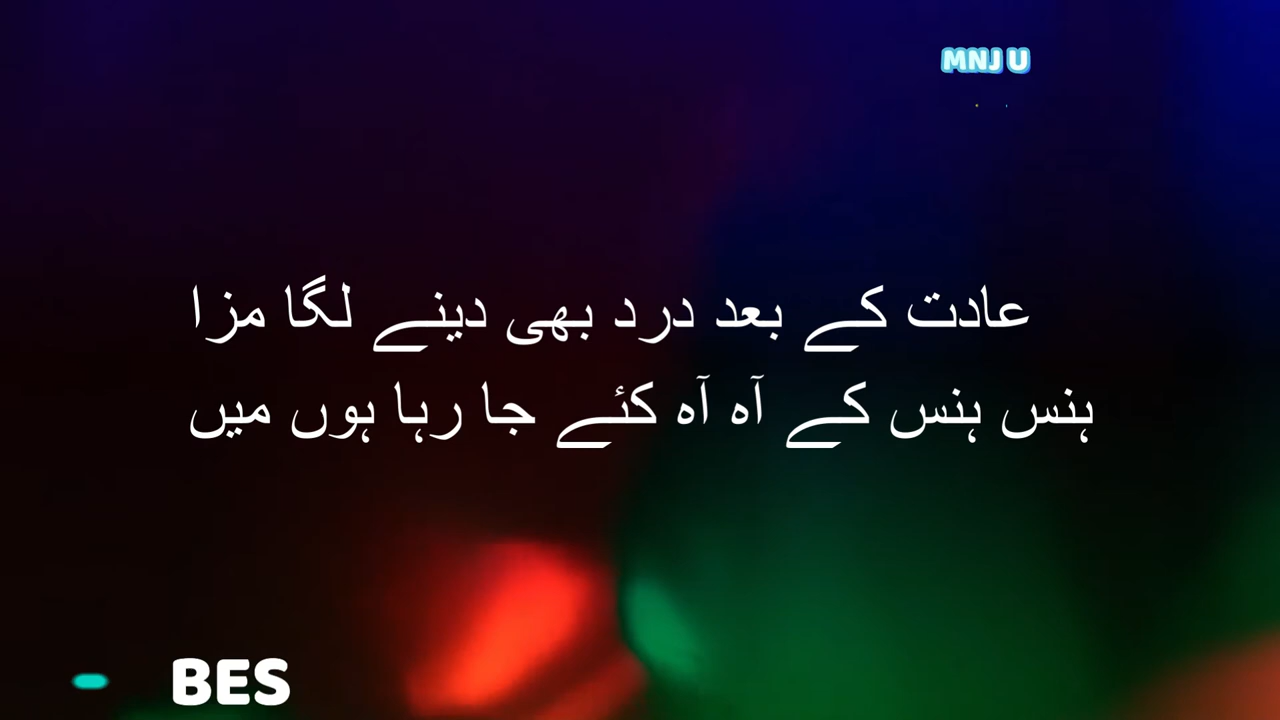 MNJ U
عادت کے بعد درد بھی دینے لگا مزا
ہنس ہنس کے آہ آہ کئے جا رہا ہوں میں
BES